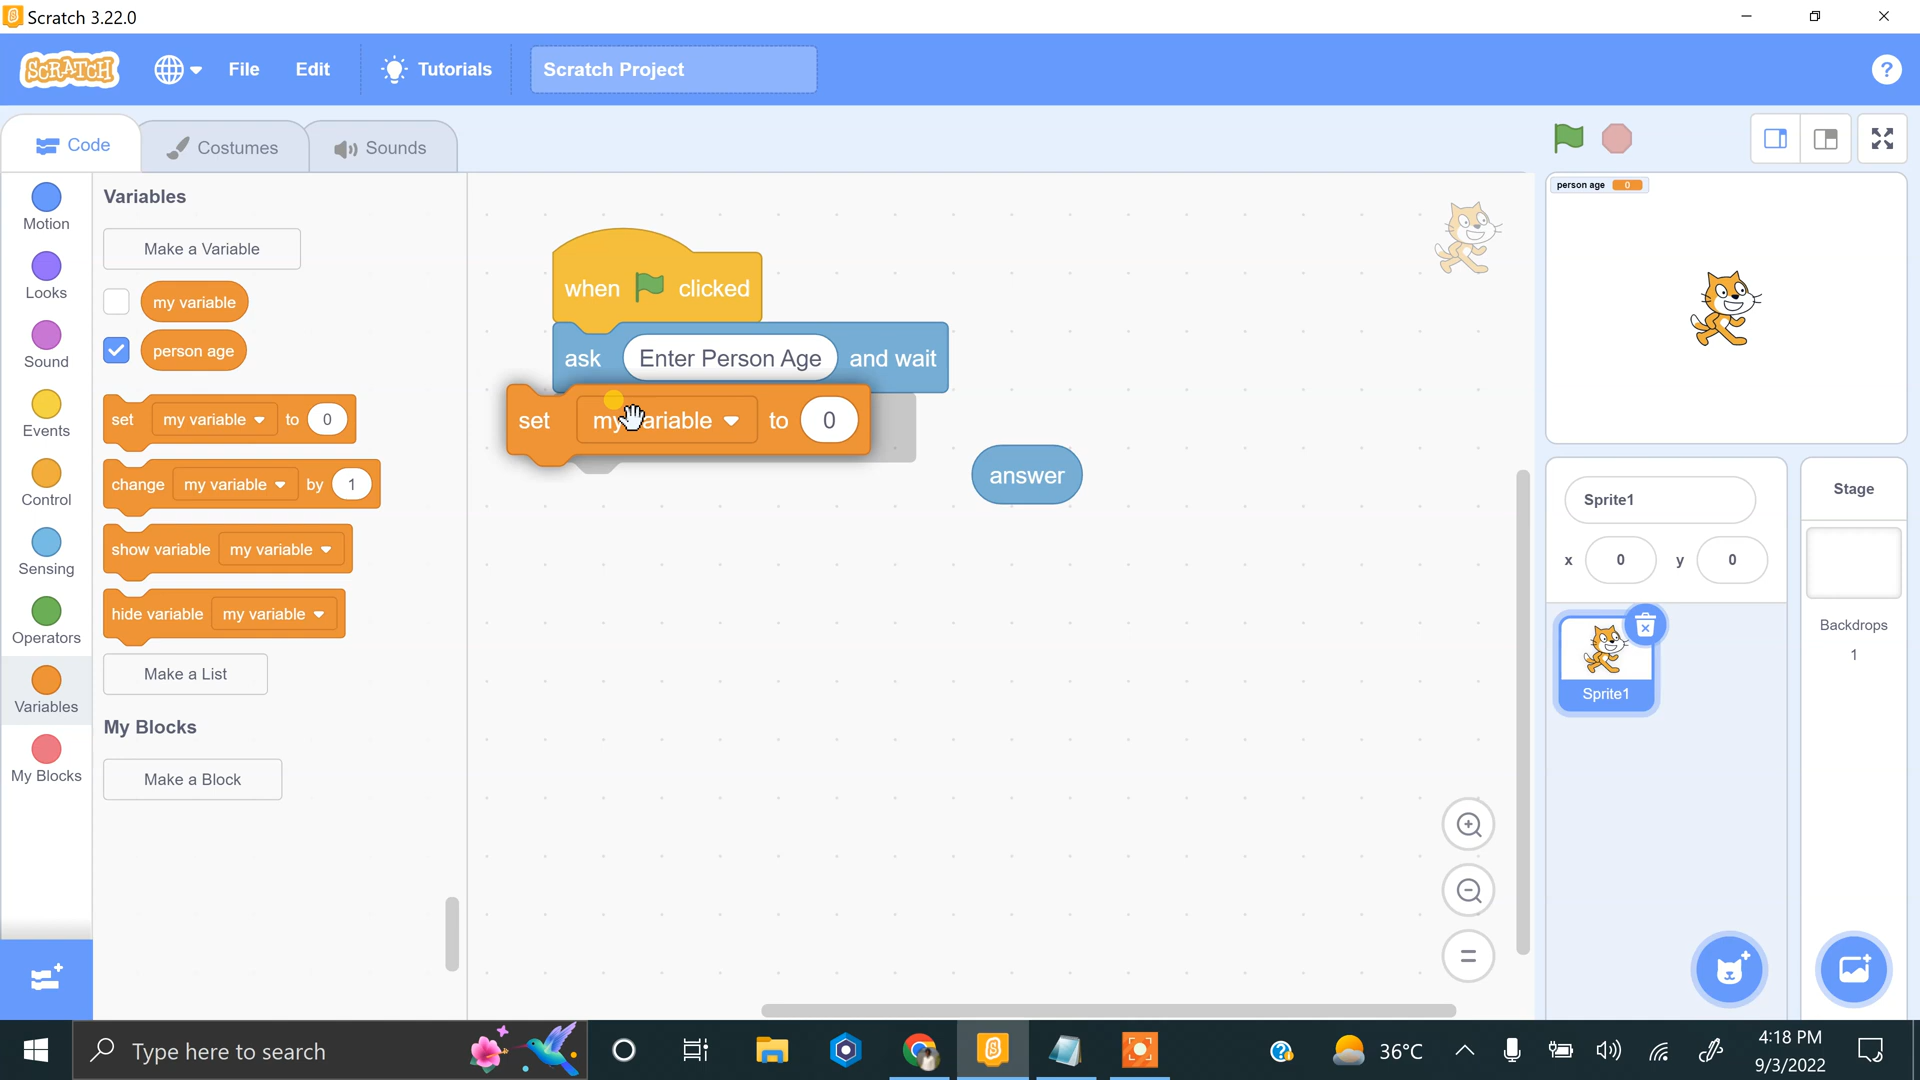 Scratch 3.22.0
SCRATCH
File
Edit
Tutorials
Scratch Project
?
Code
Costumes
Sounds
Motion
Looks
Sound
Events
Control
Sensing
Operators
Variables
My Blocks
Variables
Make a Variable
my variable
person age
set my variable to 0
change my variable by 1
show variable my variable
hide variable my variable
Make a List
My Blocks
Make a Block
when clicked
ask Enter Person Age and wait
set to 0
answer
person age 0
Sprite1
x 0 y 0
Sprite1
Stage
Backdrops
1
Type here to search
36°C
4:18 PM
9/3/2022